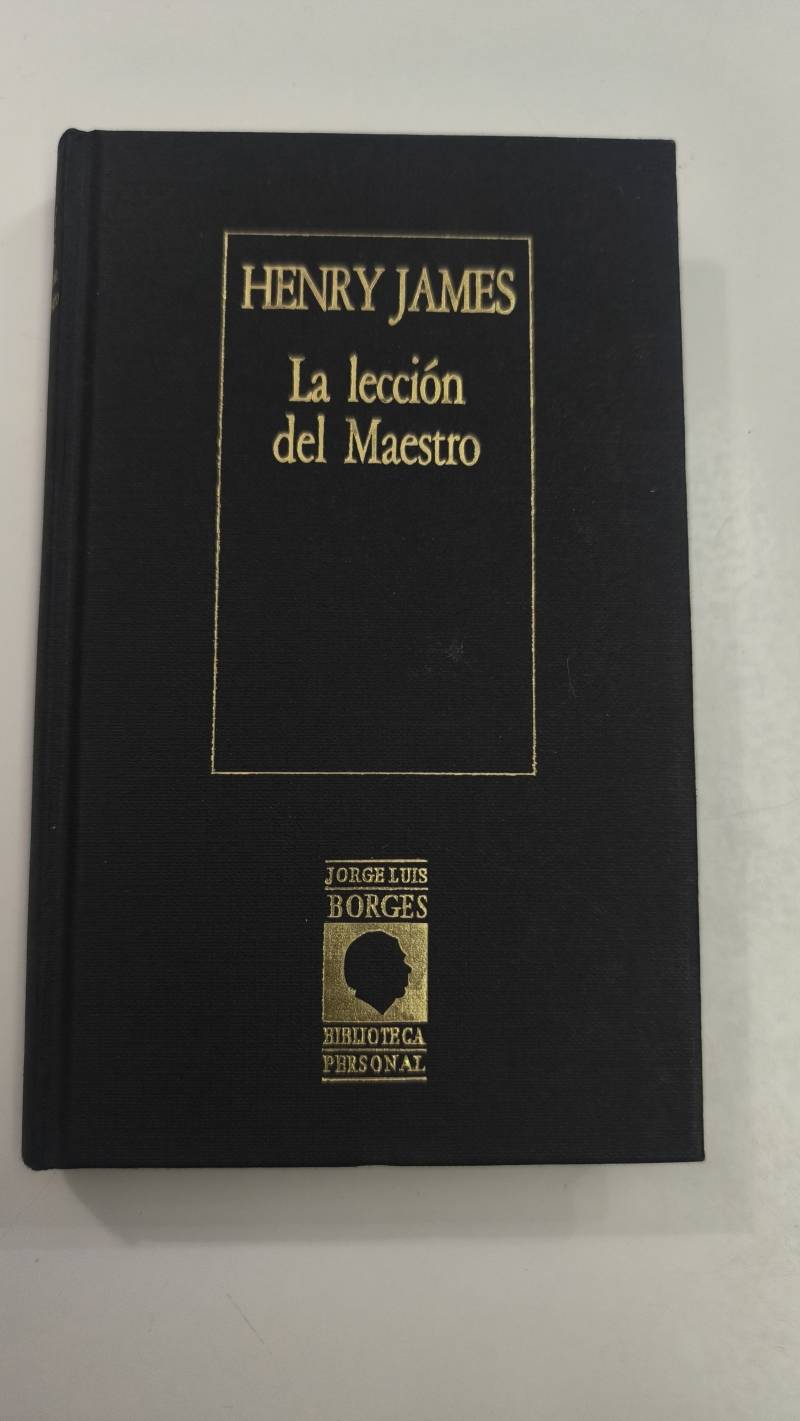 HENRY JAMES
La lección
del Maestro
JORGE LUIS
BORGES
BIBLIOTECA
PERSONAL